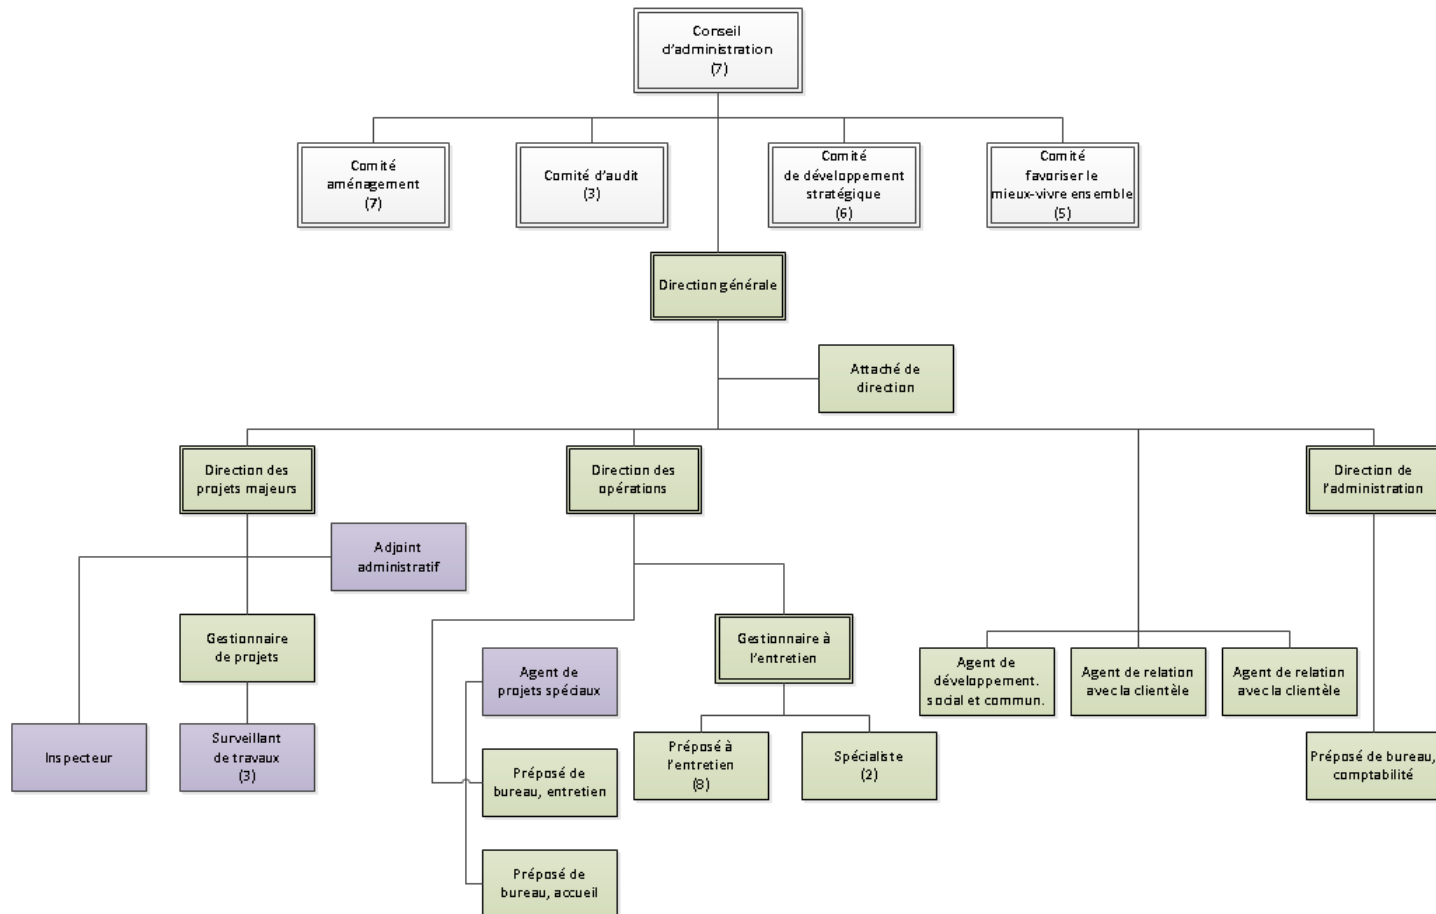 Conseil
d'administration
(7)
Comité
aménagement
(7)
Comité d'audit
(3)
Comité
de développement
stratégique
(6)
Comité
favoriser le
mieux-vivre ensemble
(5)
Direction générale
Attaché de
direction
Direction des
projets majeurs
Direction des
opérations
Direction de
l'administration
Adjoint
administratif
Gestionnaire
de projets
Gestionnaire à
l'entretien
Agent de
projets spéciaux
Agent de
développement.
social et commun.
Agent de relation
avec la clientèle
Agent de relation
avec la clientèle
Inspecteur
Surveillant
de travaux
(3)
Préposé de
bureau, entretien
Préposé à
l'entretien
(8)
Spécialiste
(2)
Préposé de bureau,
comptabilité
Préposé de
bureau, accueil